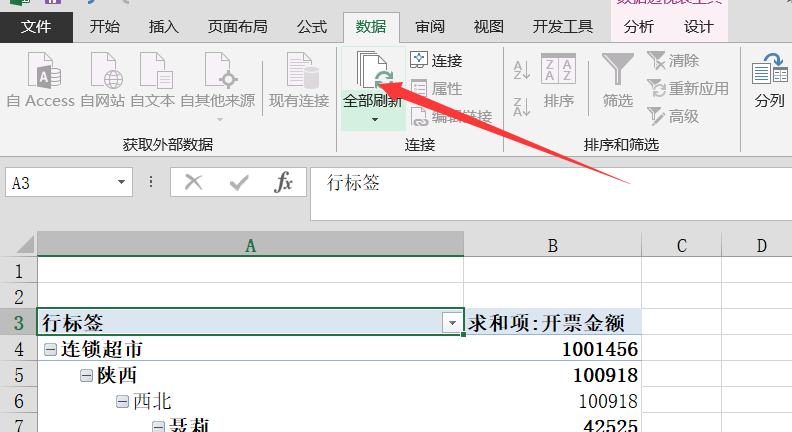 数据透视表工具
文件 开始 插入 页面布局 公式 数据 审阅 视图 开发工具 分析 设计
自 Access 自网站 自文本 自其他来源 现有连接 全部刷新 连接 属性 编辑链接 排序 筛选 清除 重新应用 高级 分列
获取外部数据 连接 排序和筛选
A3 fx 行标签
A B C D
1
2
3 行标签 求和项:开票金额
4 连锁超市 1001456
5 陕西 100918
6 西北 100918
7 聂莉 42525